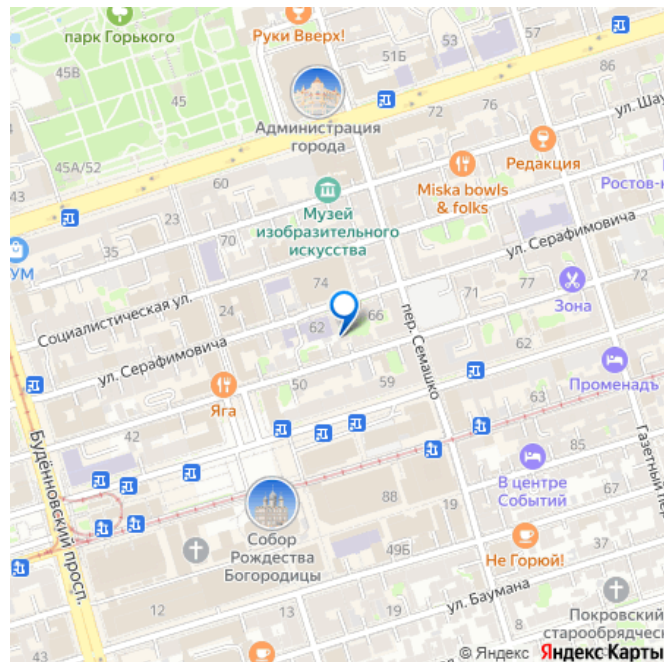 парк Горького
Руки Вверх!
53
57
51Б
86
45В
45
76
72
ул. Шау
Администрация
города
Редакция
45А/52
60
Miska bowls
& folks
Ростов-н
43
23
Музей
изобразительного
искусства
35
70
УМ
ул. Серафимовича
74
71
77
72
Социалистическая ул.
24
Зона
62
66
пер. Семашко
ул. Серафимовича
Променадъ
50
59
Яга
63
42
Будённовский просп.
85
Газетный пер
В центре
Событий
88
19
Собор
Рождества
Богородицы
49Б
Не Горюй!
37
12
13
19
ул. Баумана
Покровский
старообрядческ
© Яндекс Яндекс Карты